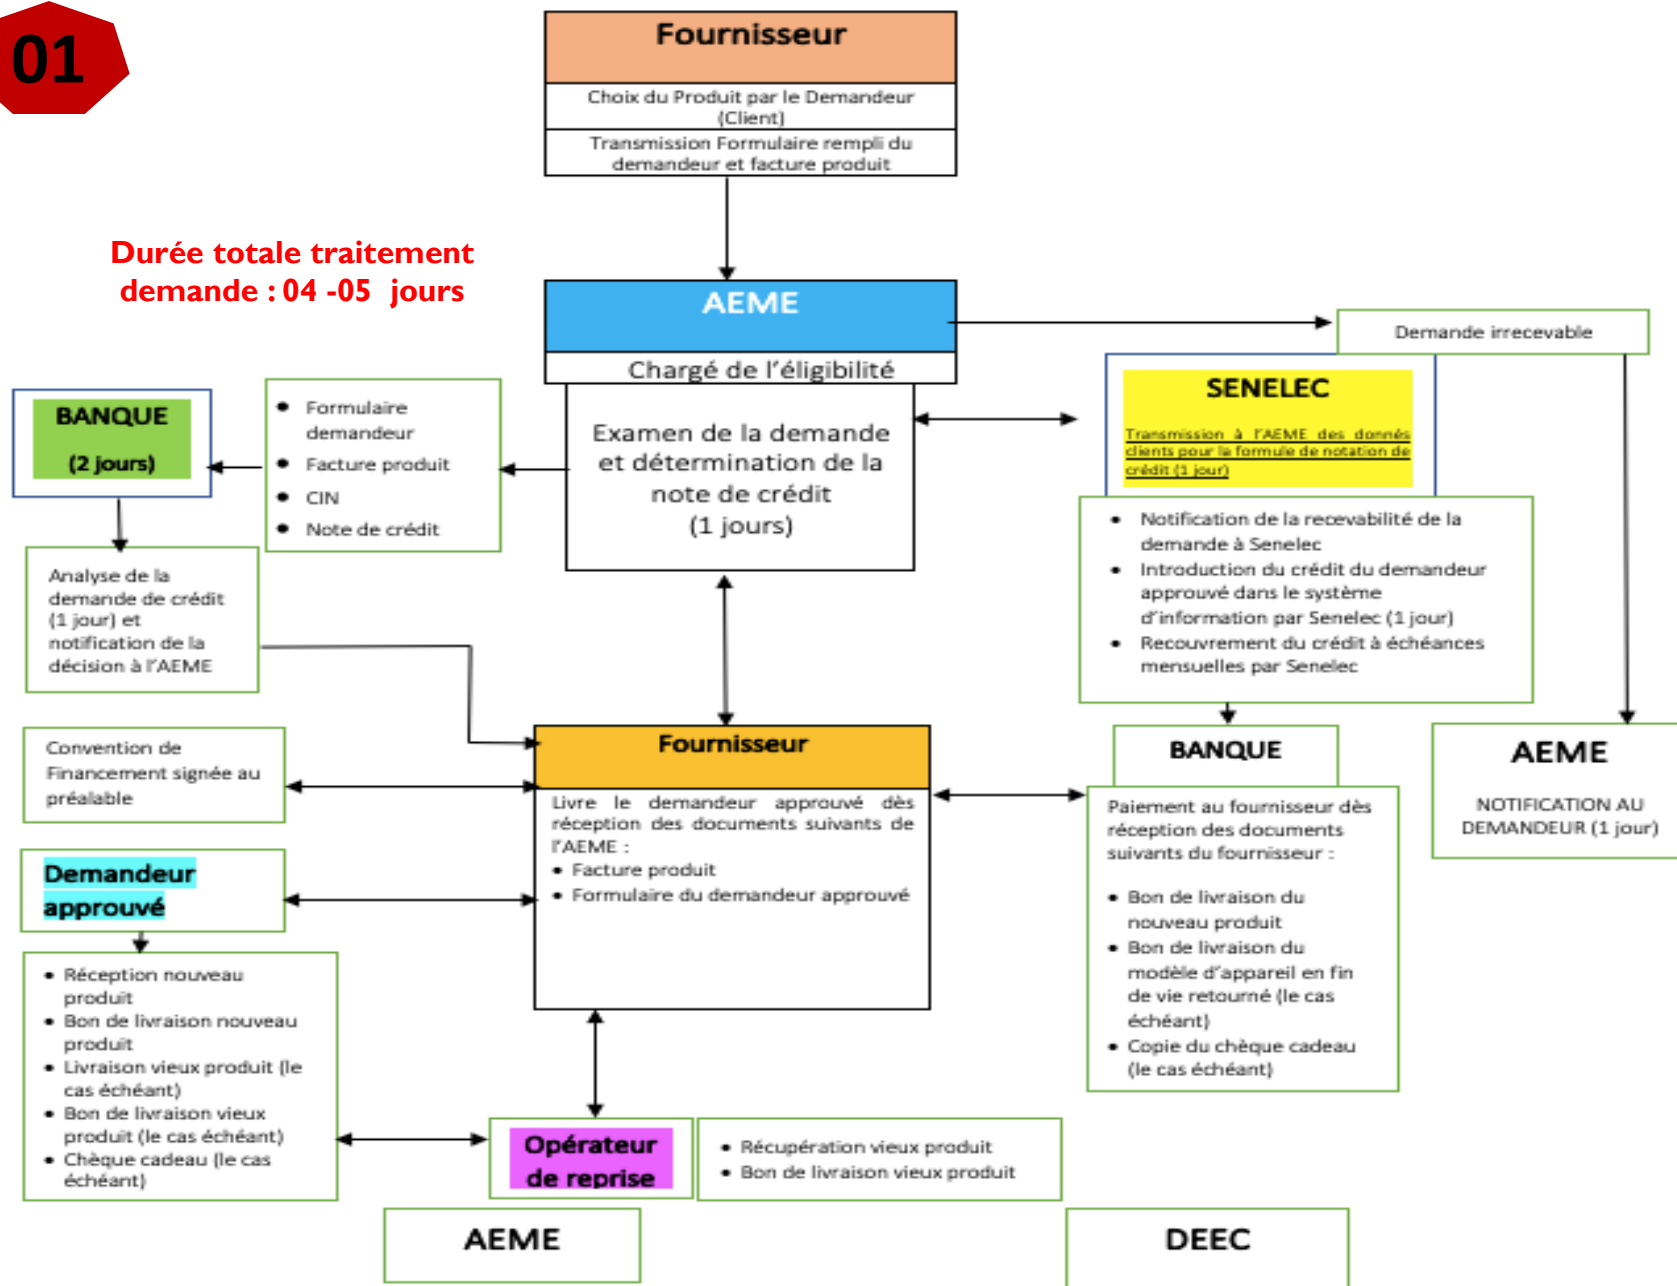 01
Fournisseur
Choix du Produit par le Demandeur
(Client)
Transmission Formulaire rempli du
demandeur et facture produit
Durée totale traitement
demande : 04 -05 jours
AEME
Chargé de l'éligibilité
Examen de la demande
et détermination de la
note de crédit
(1 jours)
Demande irrecevable
BANQUE
(2 jours)
• Formulaire
demandeur
• Facture produit
• CIN
• Note de crédit
SENELEC
Transmission à l'AEME des donnés
clients pour la formule de notation de
crédit (1 jour)
• Notification de la recevabilité de la
demande à Senelec
• Introduction du crédit du demandeur
approuvé dans le système
d'information par Senelec (1 jour)
• Recouvrement du crédit à échéances
mensuelles par Senelec
Analyse de la
demande de crédit
(1 jour) et
notification de la
décision à l'AEME
Convention de
Financement signée au
préalable
Fournisseur
Livre le demandeur approuvé dès
réception des documents suivants de
l'AEME :
• Facture produit
• Formulaire du demandeur approuvé
BANQUE
Paiement au fournisseur dès
réception des documents
suivants du fournisseur :
• Bon de livraison du
nouveau produit
• Bon de livraison du
modèle d'appareil en fin
de vie retourné (le cas
échéant)
• Copie du chèque cadeau
(le cas échéant)
AEME
NOTIFICATION AU
DEMANDEUR (1 jour)
Demandeur
approuvé
• Réception nouveau
produit
• Bon de livraison nouveau
produit
• Livraison vieux produit (le
cas échéant)
• Bon de livraison vieux
produit (le cas échéant)
• Chèque cadeau (le cas
échéant)
Opérateur
de reprise
• Récupération vieux produit
• Bon de livraison vieux produit
AEME
DEEC